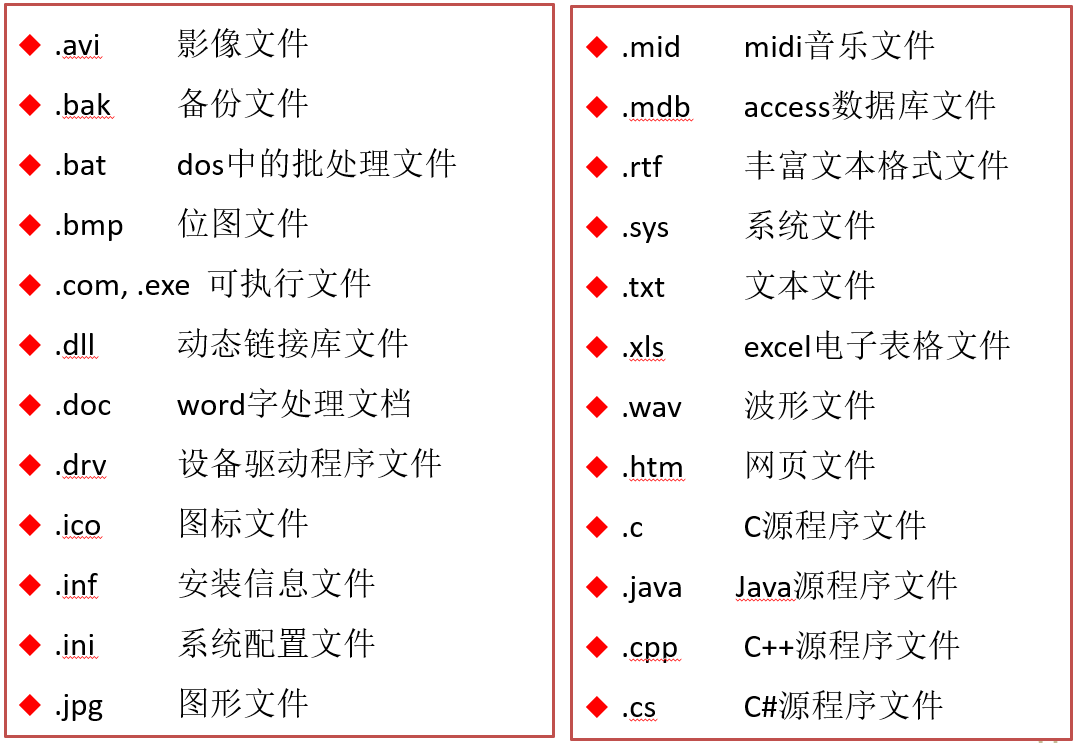 ◆ .avi 影像文件
◆ .bak 备份文件
◆ .bat dos中的批处理文件
◆ .bmp 位图文件
◆ .com, .exe 可执行文件
◆ .dll 动态链接库文件
◆ .doc word字处理文档
◆ .drv 设备驱动程序文件
◆ .ico 图标文件
◆ .inf 安装信息文件
◆ .ini 系统配置文件
◆ .jpg 图形文件
◆ .mid midi音乐文件
◆ .mdb access数据库文件
◆ .rtf 丰富文本格式文件
◆ .sys 系统文件
◆ .txt 文本文件
◆ .xls excel电子表格文件
◆ .wav 波形文件
◆ .htm 网页文件
◆ .c C源程序文件
◆ .java Java源程序文件
◆ .cpp C++源程序文件
◆ .cs C#源程序文件